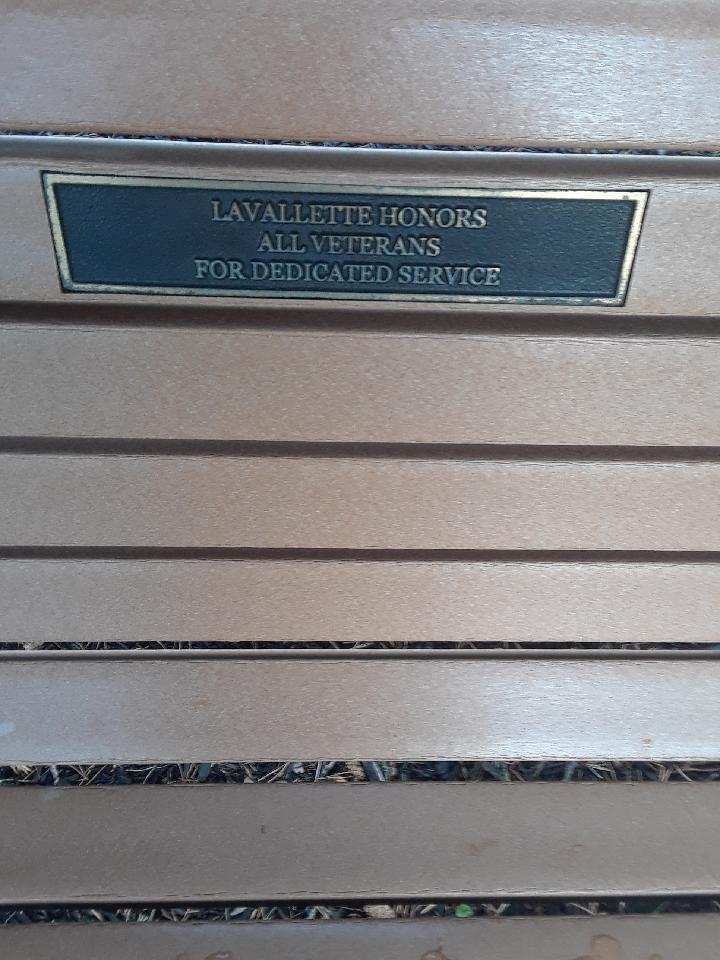 LAVALLETTE HONORS
ALL VETERANS
FOR DEDICATED SERVICE